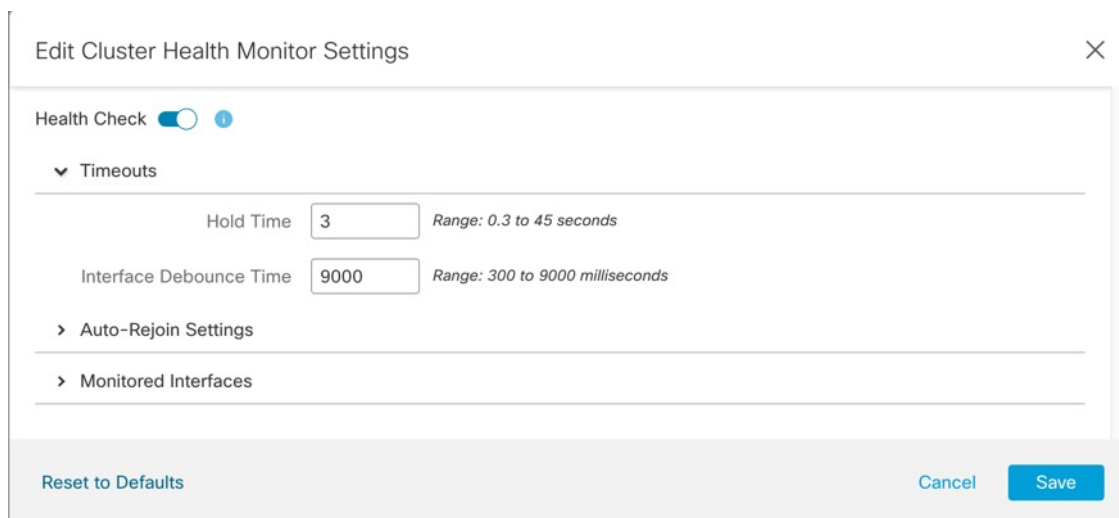 Edit Cluster Health Monitor Settings
Health Check
Timeouts
Hold Time 3 Range: 0.3 to 45 seconds
Interface Debounce Time 9000 Range: 300 to 9000 milliseconds
Auto-Rejoin Settings
Monitored Interfaces
Reset to Defaults Cancel Save